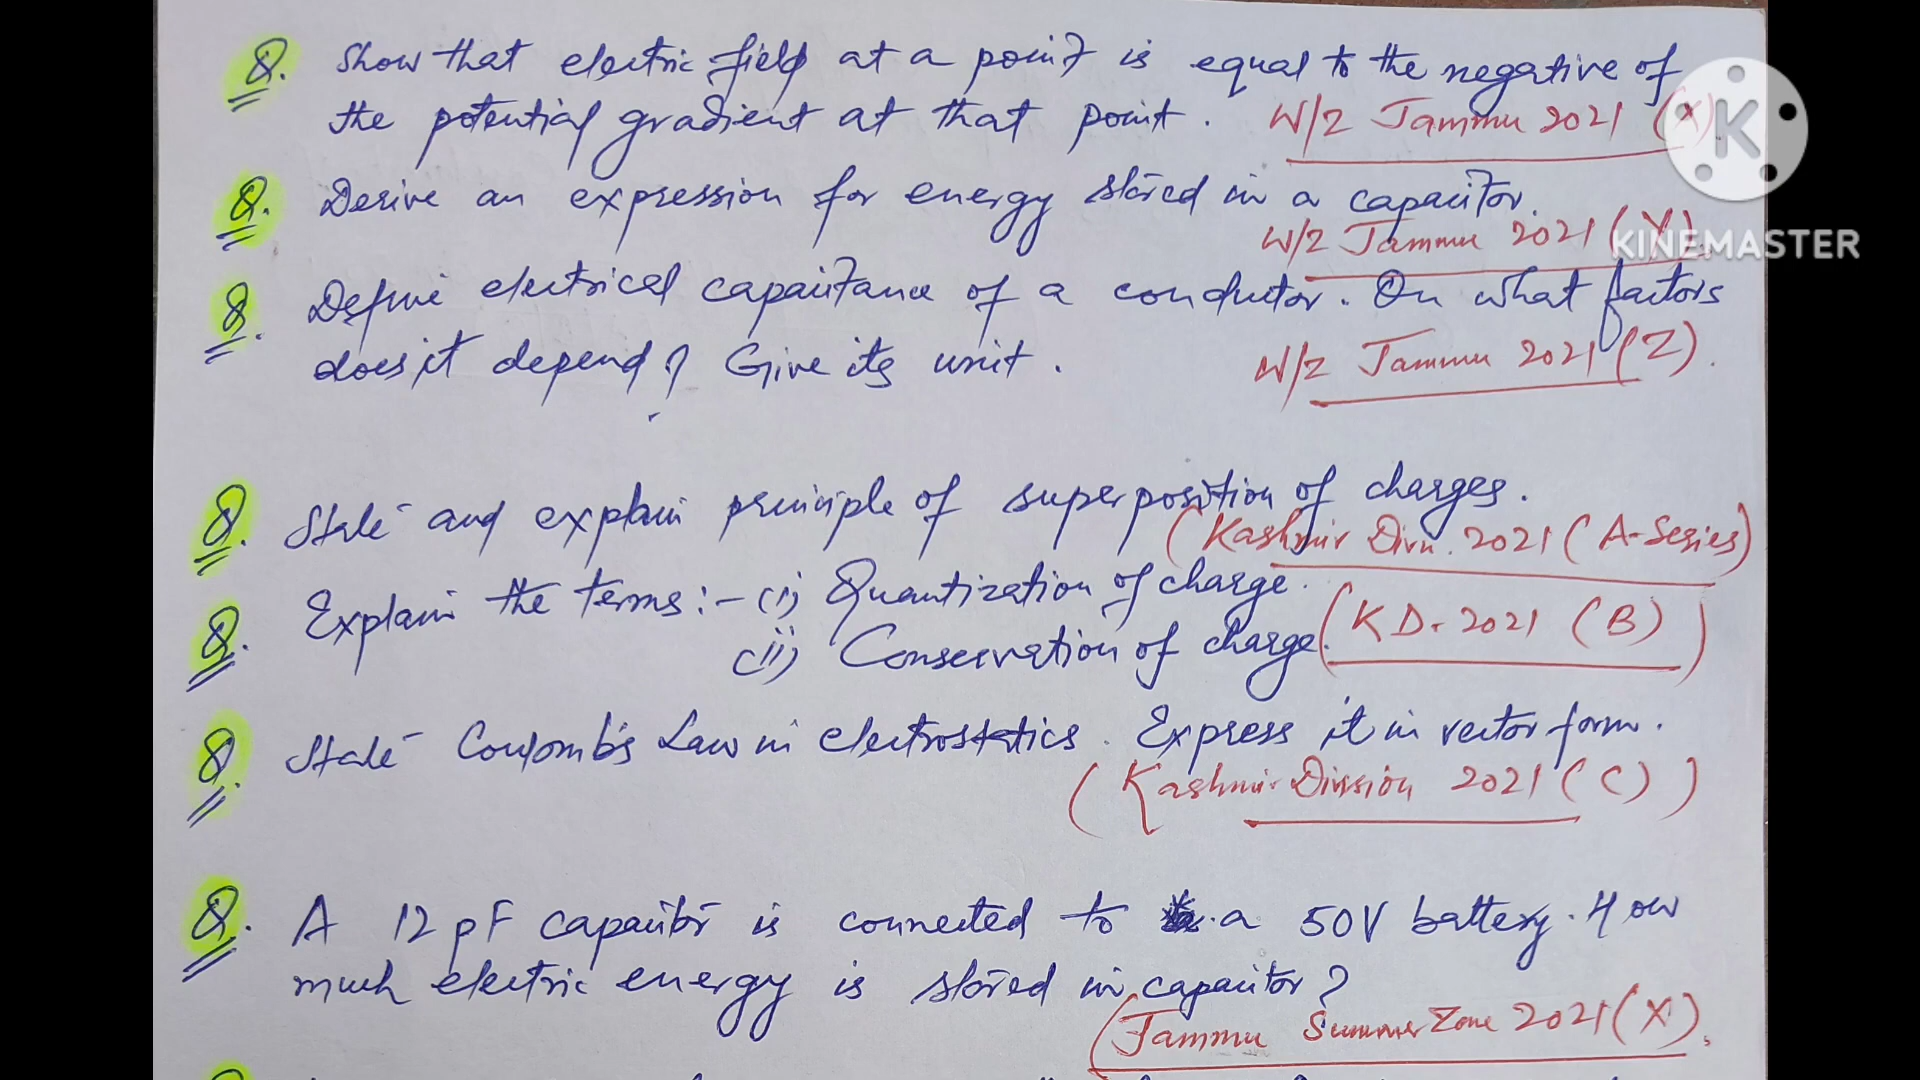 Q. Show that electric field at a point is equal to the negative of
the potential gradient at that point. W/Z Jammu 2021 (X)
K
Q. Derive an expression for energy stored in a capacitor.
W/Z Jammu 2021 (Y)
KINEMASTER
Q. Define electrical capacitance of a conductor. On what factors
does it depend? Give its unit. W/Z Jammu 2021 (Z).
Q. State and explain principle of superposition of charges.
(Kashmir Divn. 2021 (A-Series)
Q. Explain the terms:- (i) Quantization of charge.
(ii) Conservation of charge. (KD. 2021 (B))
Q. State Coulomb's Law in electrostatics. Express it in vector form.
(Kashmir Division 2021 (C))
Q. A 12 pF capacitor is connected to a 50V battery. How
much electric energy is stored in capacitor?
(Jammu Summer Zone 2021 (X).